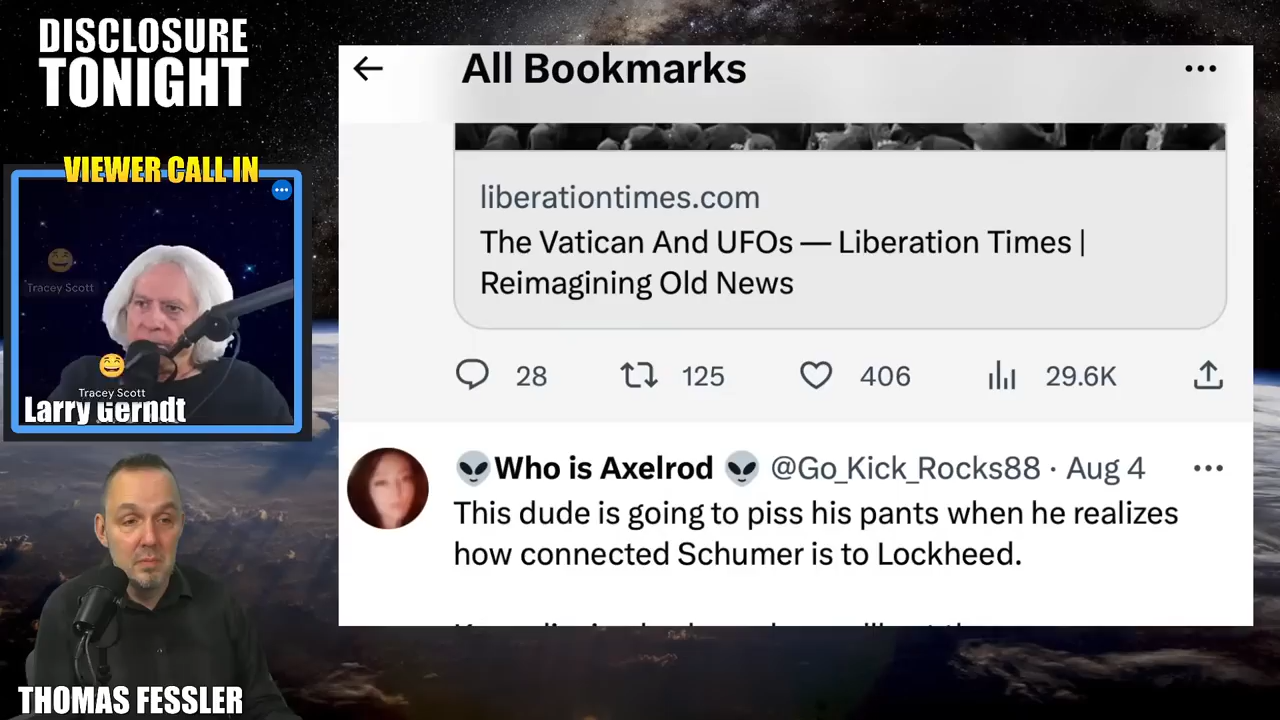 DISCLOSURE
TONIGHT
VIEWER CALL IN
Tracey Scott
Tracey Scott
Larry Gerndt
THOMAS FESSLER
All Bookmarks
liberationtimes.com
The Vatican And UFOs — Liberation Times |
Reimagining Old News
28 125 406 29.6K
👽Who is Axelrod 👽 @Go_Kick_Rocks88 · Aug 4
This dude is going to piss his pants when he realizes
how connected Schumer is to Lockheed.